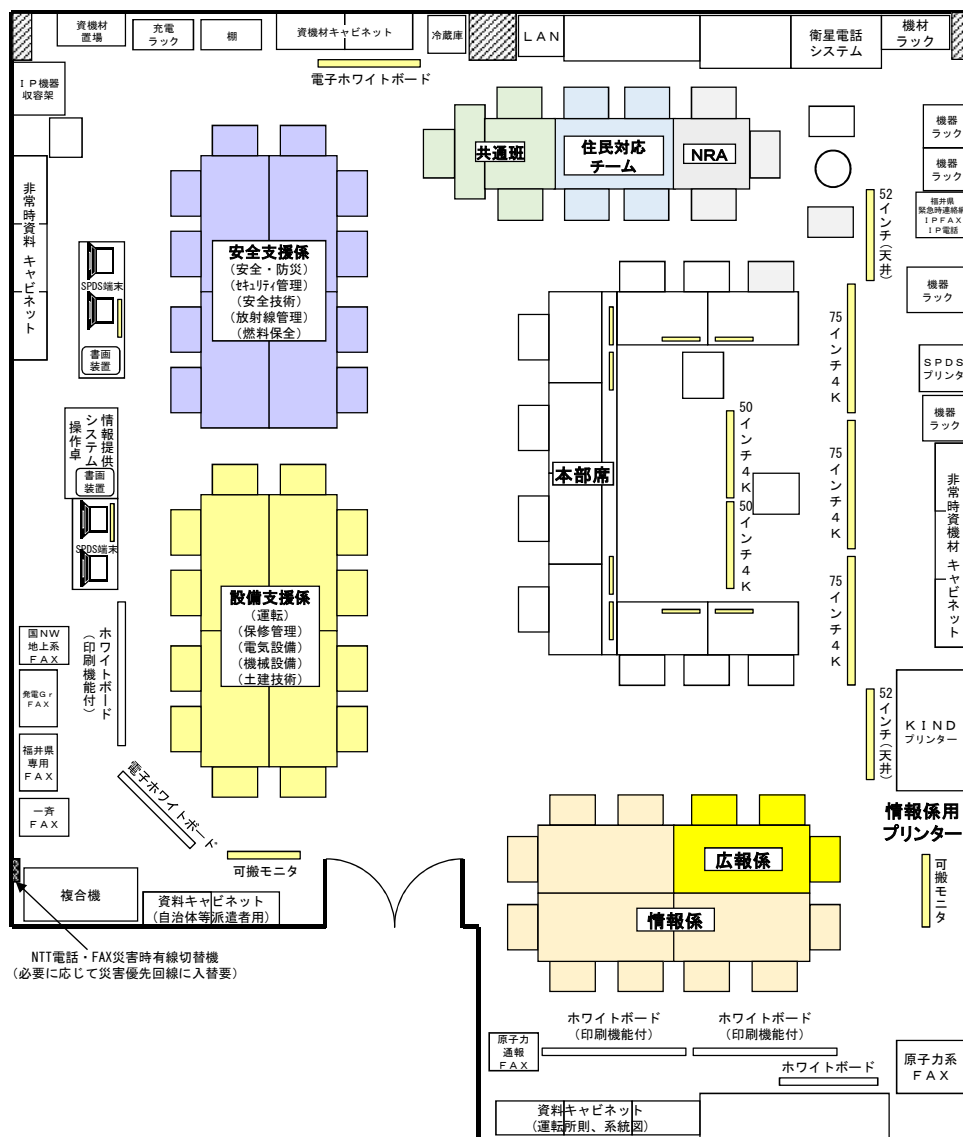 資機材
置場
充電
ラック
棚
資機材キャビネット
冷蔵庫
LAN
衛星電話
システム
機材
ラック
電子ホワイトボード
IP機器
収容架
共通班
住民対応
チーム
NRA
機器
ラック
機器
ラック
福井県
緊急時連絡網
IPFAX
IP電話
52インチ(天井)
非常時資料キャビネット
安全支援係
(安全・防災)
(セキュリティ管理)
(安全技術)
(放射線管理)
(燃料保全)
SPDS端末
書画
装置
機器
ラック
75インチ4K
SPDS
プリンタ
機器
ラック
情報提供
システム
操作卓
書画
装置
SPDS端末
本部席
50インチ4K
50インチ4K
75インチ4K
75インチ4K
非常時資機材キャビネット
設備支援係
(運転)
(保修管理)
(電気設備)
(機械設備)
(土建技術)
ホワイトボード
(印刷機能付)
国NW
地上系
FAX
発電Gr
FAX
福井県
専用
FAX
一斉
FAX
電子ホワイトボード
可搬モニタ
52インチ(天井)
KIND
プリンター
情報係用
プリンター
可搬モニタ
広報係
情報係
複合機
資料キャビネット
(自治体等派遣者用)
NTT電話・FAX災害時有線切替機
(必要に応じて災害優先回線に入替要)
ホワイトボード
(印刷機能付)
ホワイトボード
(印刷機能付)
原子力
通報
FAX
ホワイトボード
原子力系
FAX
資料キャビネット
(運転所則、系統図)